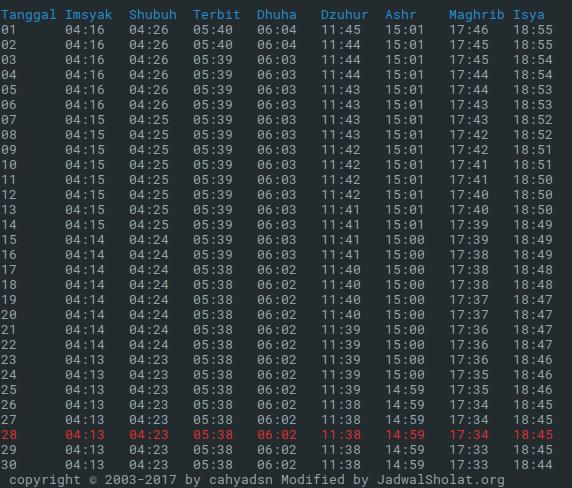 Tanggal Imsyak Shubuh Terbit Dhuha Dzuhur Ashr Maghrib Isya
01 04:16 04:26 05:40 06:04 11:45 15:01 17:46 18:55
02 04:16 04:26 05:40 06:04 11:44 15:01 17:45 18:55
03 04:16 04:26 05:39 06:03 11:44 15:01 17:45 18:54
04 04:16 04:26 05:39 06:03 11:44 15:01 17:44 18:54
05 04:16 04:26 05:39 06:03 11:43 15:01 17:44 18:53
06 04:16 04:26 05:39 06:03 11:43 15:01 17:43 18:53
07 04:15 04:25 05:39 06:03 11:43 15:01 17:43 18:52
08 04:15 04:25 05:39 06:03 11:43 15:01 17:42 18:52
09 04:15 04:25 05:39 06:03 11:42 15:01 17:42 18:51
10 04:15 04:25 05:39 06:03 11:42 15:01 17:41 18:51
11 04:15 04:25 05:39 06:03 11:42 15:01 17:41 18:50
12 04:15 04:25 05:39 06:03 11:42 15:01 17:40 18:50
13 04:15 04:25 05:39 06:03 11:41 15:01 17:40 18:50
14 04:15 04:25 05:39 06:03 11:41 15:01 17:39 18:49
15 04:14 04:24 05:39 06:03 11:41 15:00 17:39 18:49
16 04:14 04:24 05:39 06:03 11:41 15:00 17:38 18:49
17 04:14 04:24 05:38 06:02 11:40 15:00 17:38 18:48
18 04:14 04:24 05:38 06:02 11:40 15:00 17:38 18:48
19 04:14 04:24 05:38 06:02 11:40 15:00 17:37 18:47
20 04:14 04:24 05:38 06:02 11:40 15:00 17:37 18:47
21 04:14 04:24 05:38 06:02 11:39 15:00 17:36 18:47
22 04:14 04:24 05:38 06:02 11:39 15:00 17:36 18:47
23 04:13 04:23 05:38 06:02 11:39 15:00 17:36 18:46
24 04:13 04:23 05:38 06:02 11:39 15:00 17:35 18:46
25 04:13 04:23 05:38 06:02 11:39 14:59 17:35 18:46
26 04:13 04:23 05:38 06:02 11:38 14:59 17:34 18:45
27 04:13 04:23 05:38 06:02 11:38 14:59 17:34 18:45
28 04:13 04:23 05:38 06:02 11:38 14:59 17:34 18:45
29 04:13 04:23 05:38 06:02 11:38 14:59 17:33 18:45
30 04:13 04:23 05:38 06:02 11:38 14:59 17:33 18:44
copyright © 2003-2017 by cahyadsn Modified by JadwalSholat.org